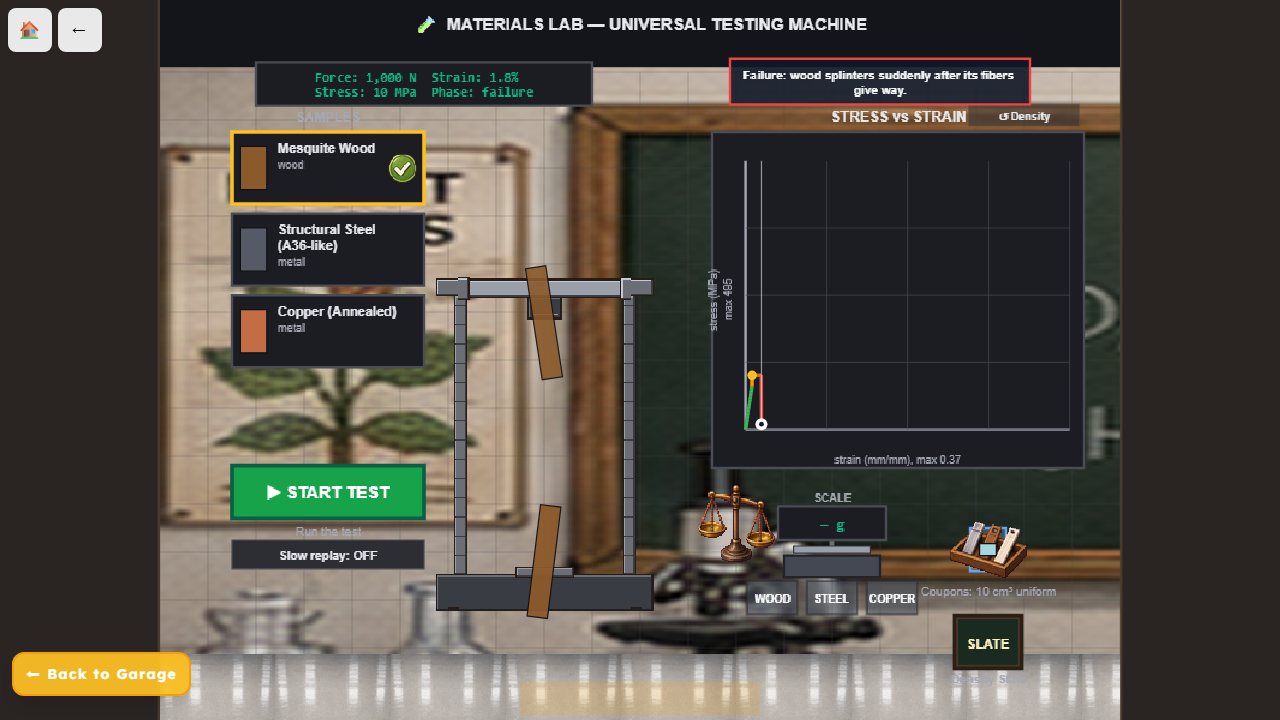 ←
MATERIALS LAB — UNIVERSAL TESTING MACHINE
Force: 1,000 N Strain: 1.8%
Stress: 10 MPa Phase: failure
Failure: wood splinters suddenly after its fibers
give way.
SAMPLES
STRESS vs STRAIN
↺ Density
Mesquite Wood
wood
Structural Steel
(A36-like)
metal
Copper (Annealed)
metal
stress (MPa)
max 485
strain (mm/mm), max 0.37
▶ START TEST
Run the test
Slow replay: OFF
SCALE
— g
WOOD
STEEL
COPPER
Coupons: 10 cm³ uniform
SLATE
← Back to Garage